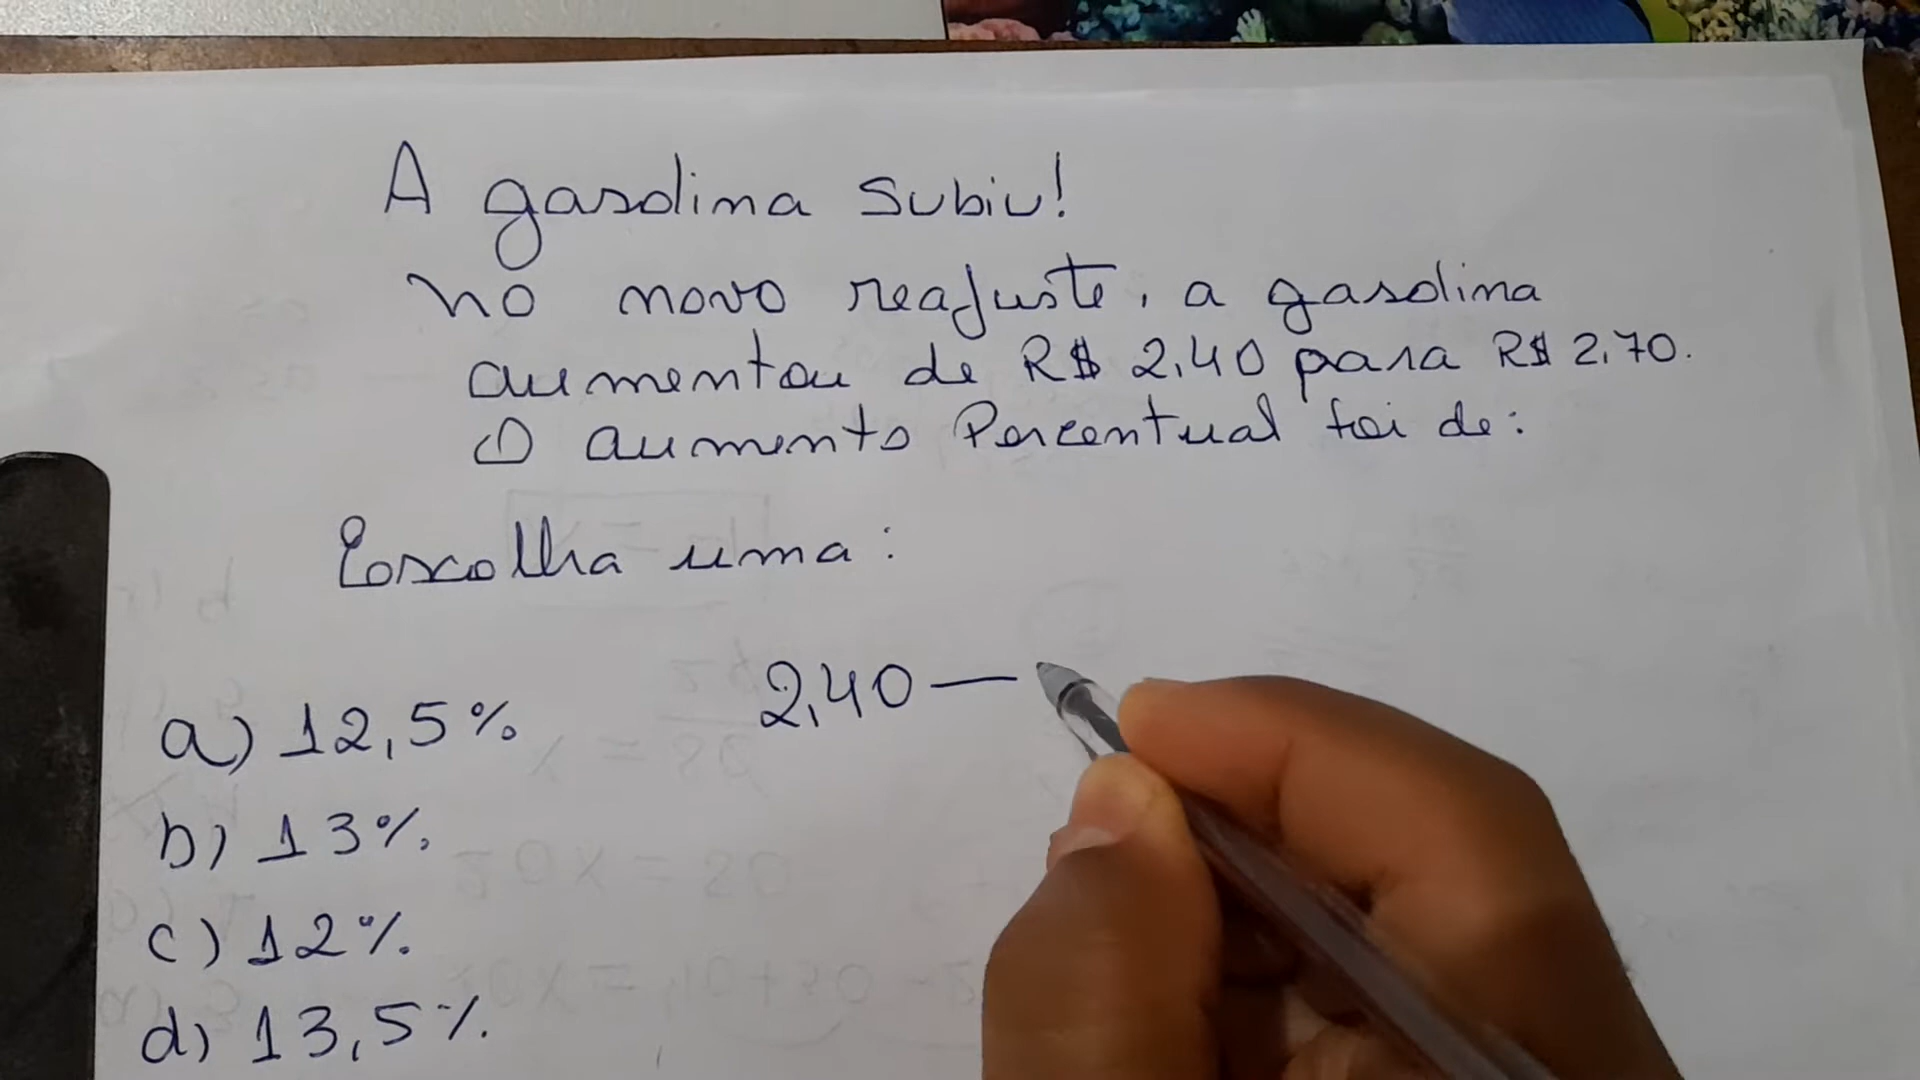 A gasolina subiu!
No novo reajuste, a gasolina
aumentou de R$ 2,40 para R$ 2,70.
O aumento Percentual foi de:
Escolha uma:
2,40 —
a) 12,5%
b) 13%
c) 12%
d) 13,5%